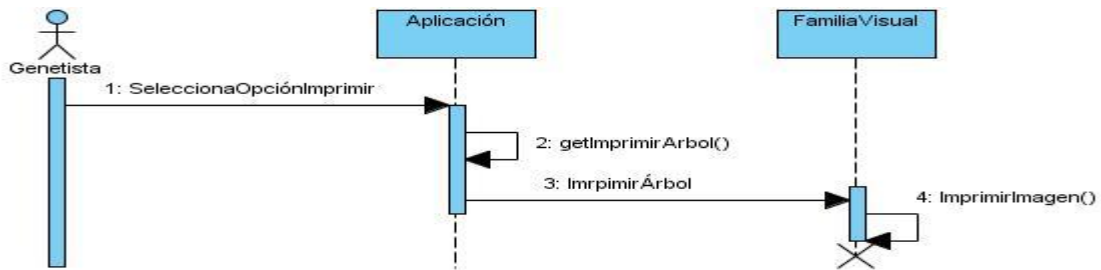 Aplicación
FamiliaVisual
Genetista
1: SeleccionaOpciónImprimir
2: getImprimirArbol()
3: ImrpimirÁrbol
4: ImprimirImagen()